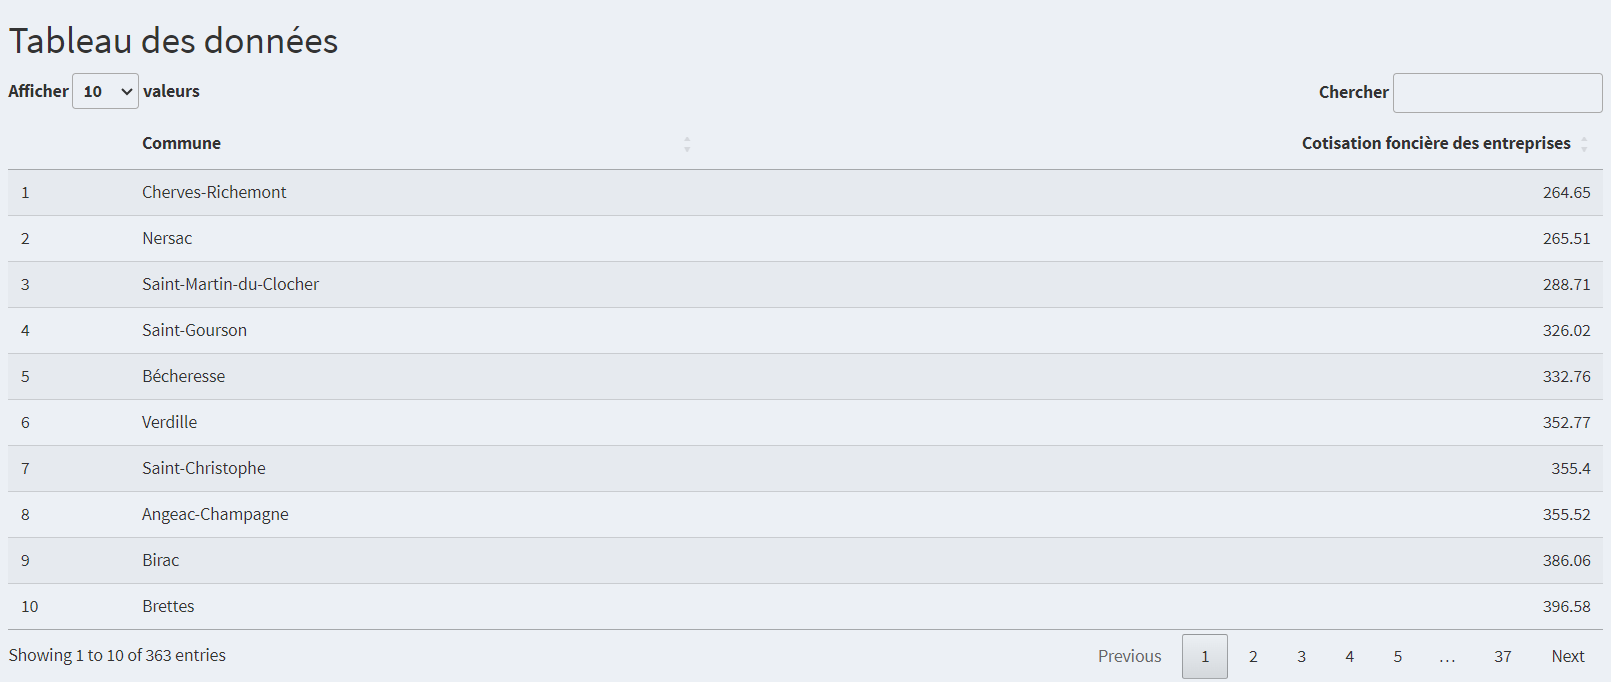 Tableau des données
Afficher 10 valeurs Chercher
Commune Cotisation foncière des entreprises
1 Cherves-Richemont 264.65
2 Nersac 265.51
3 Saint-Martin-du-Clocher 288.71
4 Saint-Gourson 326.02
5 Bécheresse 332.76
6 Verdille 352.77
7 Saint-Christophe 355.4
8 Angeac-Champagne 355.52
9 Birac 386.06
10 Brettes 396.58
Showing 1 to 10 of 363 entries Previous 1 2 3 4 5 … 37 Next